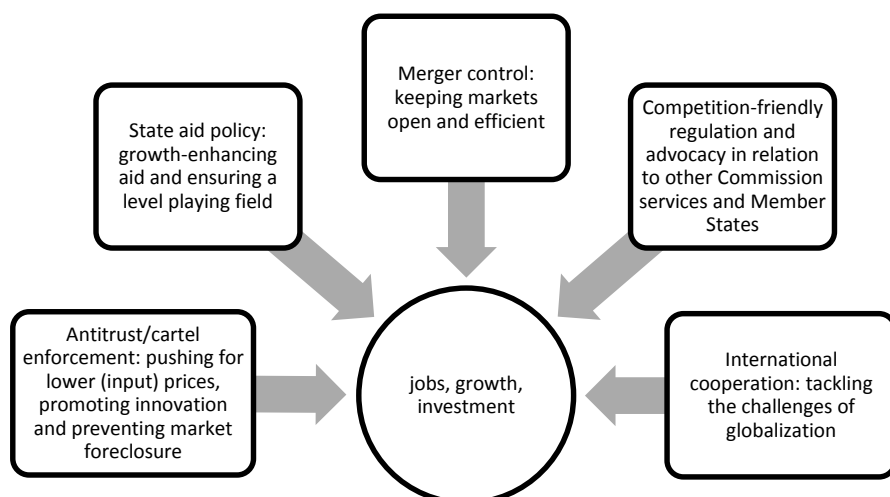 Merger control:
keeping markets
open and efficient
State aid policy:
growth-enhancing
aid and ensuring a
level playing field
Competition-friendly
regulation and
advocacy in relation
to other Commission
services and Member
States
Antitrust/cartel
enforcement: pushing for
lower (input) prices,
promoting innovation
and preventing market
foreclosure
jobs, growth,
investment
International
cooperation: tackling
the challenges of
globalization